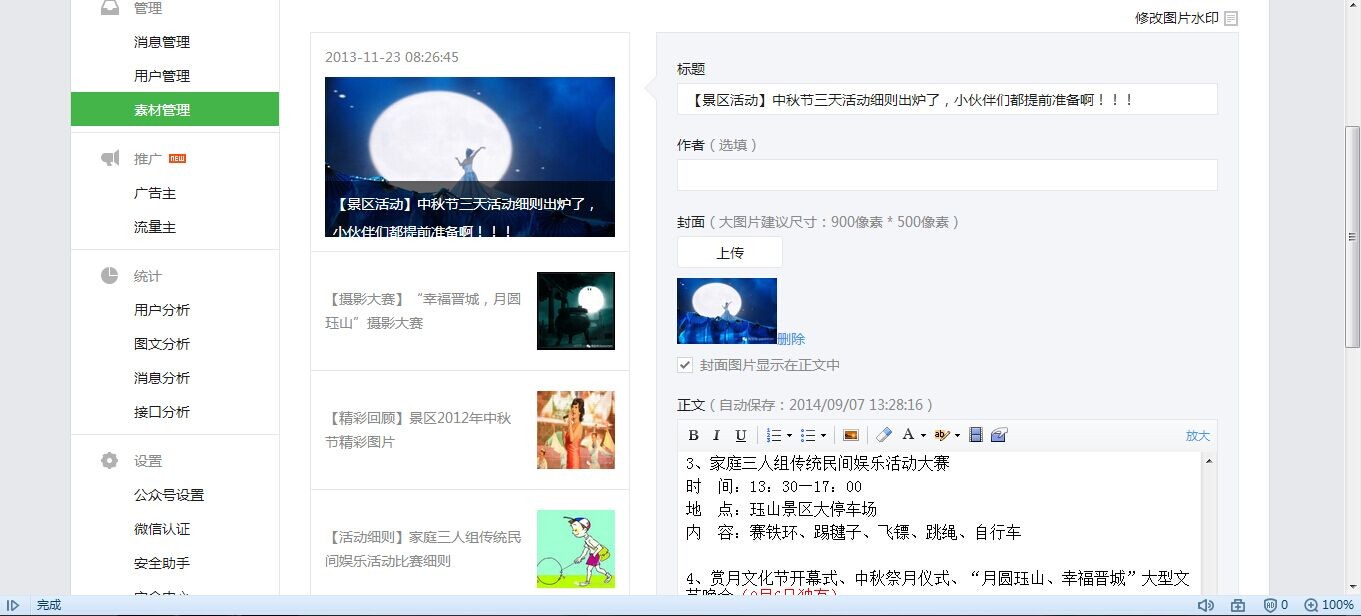 管理
消息管理
用户管理
素材管理
推广 NEW
广告主
流量主
统计
用户分析
图文分析
消息分析
接口分析
设置
公众号设置
微信认证
安全助手
安全中心
修改图片水印
2013-11-23 08:26:45
【景区活动】中秋节三天活动细则出炉了，
小伙伴们都提前准备啊！！！
【摄影大赛】“幸福晋城，月圆
珏山”摄影大赛
【精彩回顾】景区2012年中秋
节精彩图片
【活动细则】家庭三人组传统民
间娱乐活动比赛细则
标题
【景区活动】中秋节三天活动细则出炉了，小伙伴们都提前准备啊！！！
作者（选填）
封面（大图片建议尺寸：900像素 * 500像素）
上传
删除
封面图片显示在正文中
正文（自动保存：2014/09/07 13:28:16）
B I U A ab 放大
3、家庭三人组传统民间娱乐活动大赛
时　间：13：30—17：00
地　点：珏山景区大停车场
内　容：赛铁环、踢毽子、飞镖、跳绳、自行车
4、赏月文化节开幕式、中秋祭月仪式、“月圆珏山、幸福晋城”大型文
艺晚会（9月6日独有）
完成
0
100%